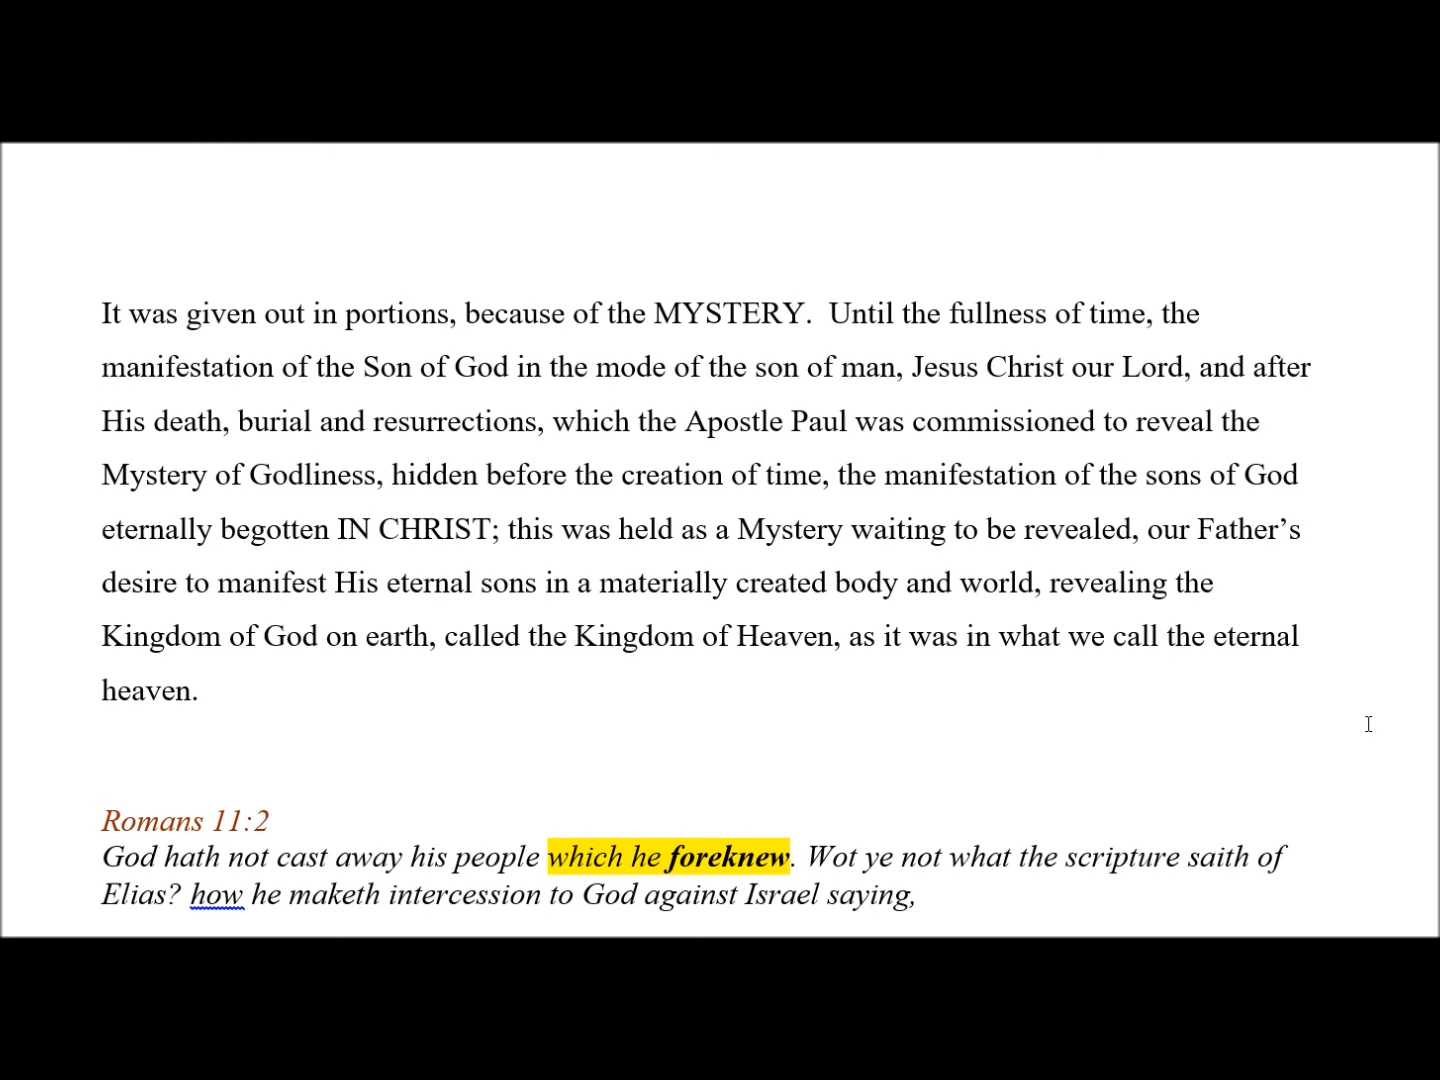 It was given out in portions, because of the MYSTERY.  Until the fullness of time, the
manifestation of the Son of God in the mode of the son of man, Jesus Christ our Lord, and after
His death, burial and resurrections, which the Apostle Paul was commissioned to reveal the
Mystery of Godliness, hidden before the creation of time, the manifestation of the sons of God
eternally begotten IN CHRIST; this was held as a Mystery waiting to be revealed, our Father’s
desire to manifest His eternal sons in a materially created body and world, revealing the
Kingdom of God on earth, called the Kingdom of Heaven, as it was in what we call the eternal
heaven.
Romans 11:2
God hath not cast away his people which he foreknew. Wot ye not what the scripture saith of
Elias? how he maketh intercession to God against Israel saying,